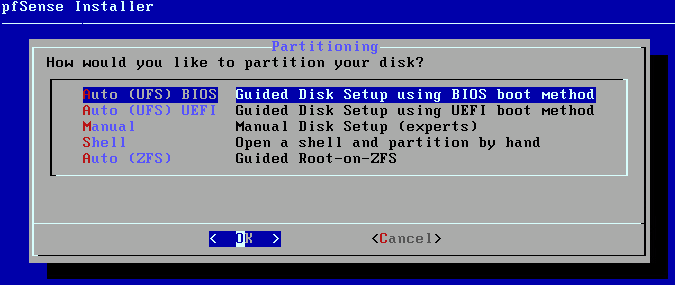 pfSense Installer
Partitioning
How would you like to partition your disk?
Auto (UFS) BIOS Guided Disk Setup using BIOS boot method
Auto (UFS) UEFI Guided Disk Setup using UEFI boot method
Manual Manual Disk Setup (experts)
Shell Open a shell and partition by hand
Auto (ZFS) Guided Root-on-ZFS
< OK > <Cancel>